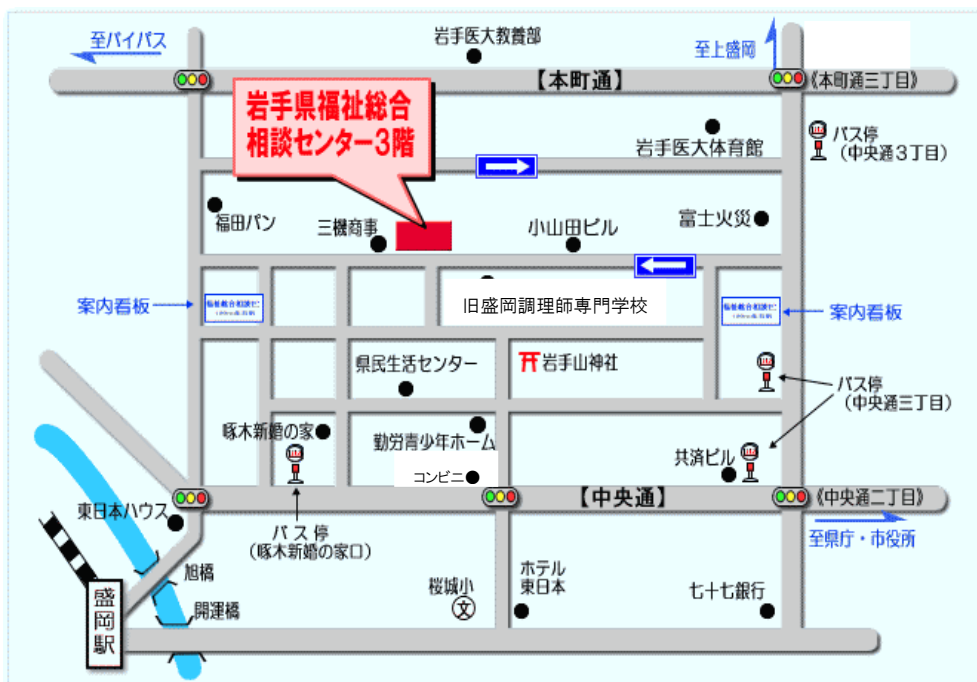 至バイパス
岩手医大教養部
至上盛岡
【本町通】
《本町通三丁目》
岩手県福祉総合
相談センター3階
岩手医大体育館
バス停
(中央通3丁目)
福田パン
三機商事
小山田ビル
富士火災
案内看板
旧盛岡調理師専門学校
案内看板
県民生活センター
岩手山神社
バス停
(中央通三丁目)
啄木新婚の家
勤労青少年ホーム
コンビニ
共済ビル
【中央通】
《中央通二丁目》
東日本ハウス
バス停
(啄木新婚の家口)
至県庁・市役所
旭橋
開運橋
盛岡駅
桜城小
文
ホテル
東日本
七十七銀行